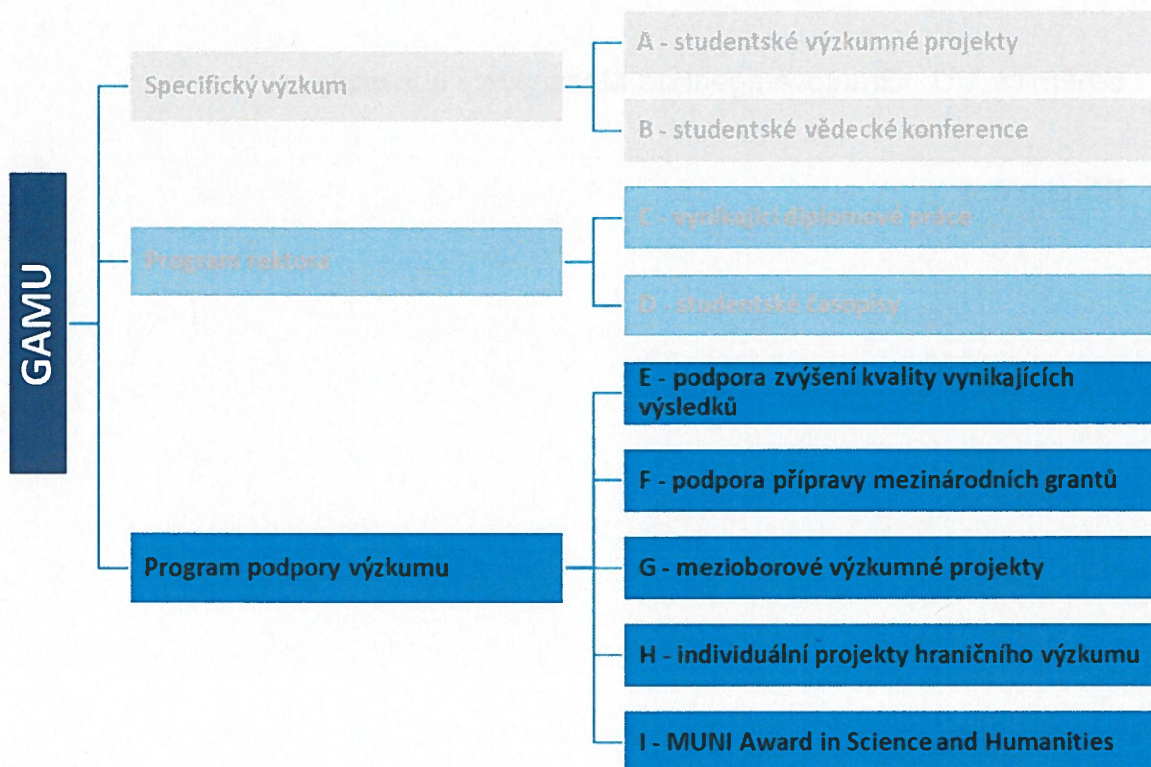 GAMU
Specifický výzkum
A - studentské výzkumné projekty
B - studentské vědecké konference
Program rektora
C - vynikající diplomové práce
D - studentské časopisy
Program podpory výzkumu
E - podpora zvýšení kvality vynikajících
výsledků
F - podpora přípravy mezinárodních grantů
G - mezioborové výzkumné projekty
H - individuální projekty hraničního výzkumu
I - MUNI Award in Science and Humanities